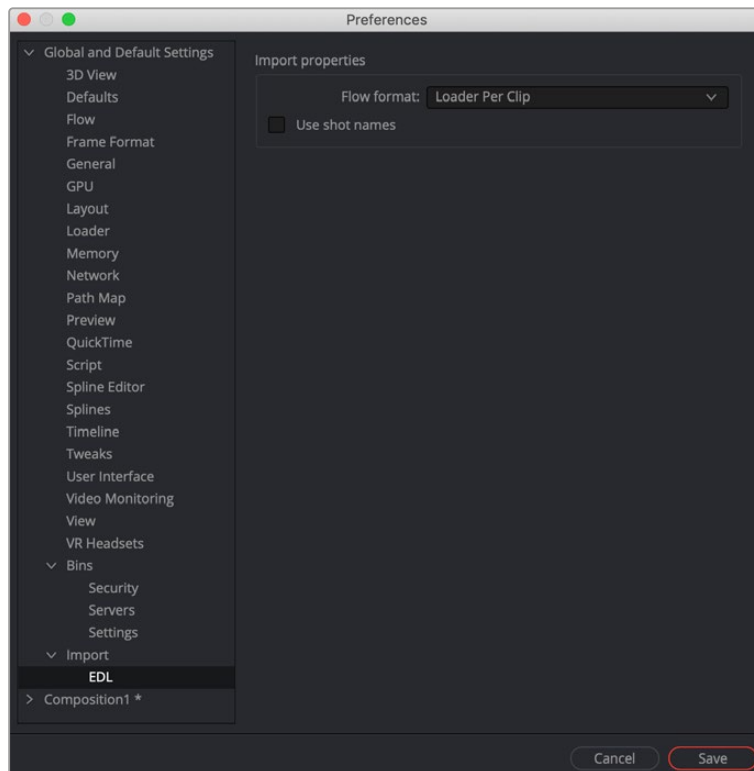 Preferences
Global and Default Settings
3D View
Defaults
Flow
Frame Format
General
GPU
Layout
Loader
Memory
Network
Path Map
Preview
QuickTime
Script
Spline Editor
Splines
Timeline
Tweaks
User Interface
Video Monitoring
View
VR Headsets
Bins
Security
Servers
Settings
Import
EDL
Composition1 *
Import properties
Flow format: Loader Per Clip
Use shot names
Cancel
Save